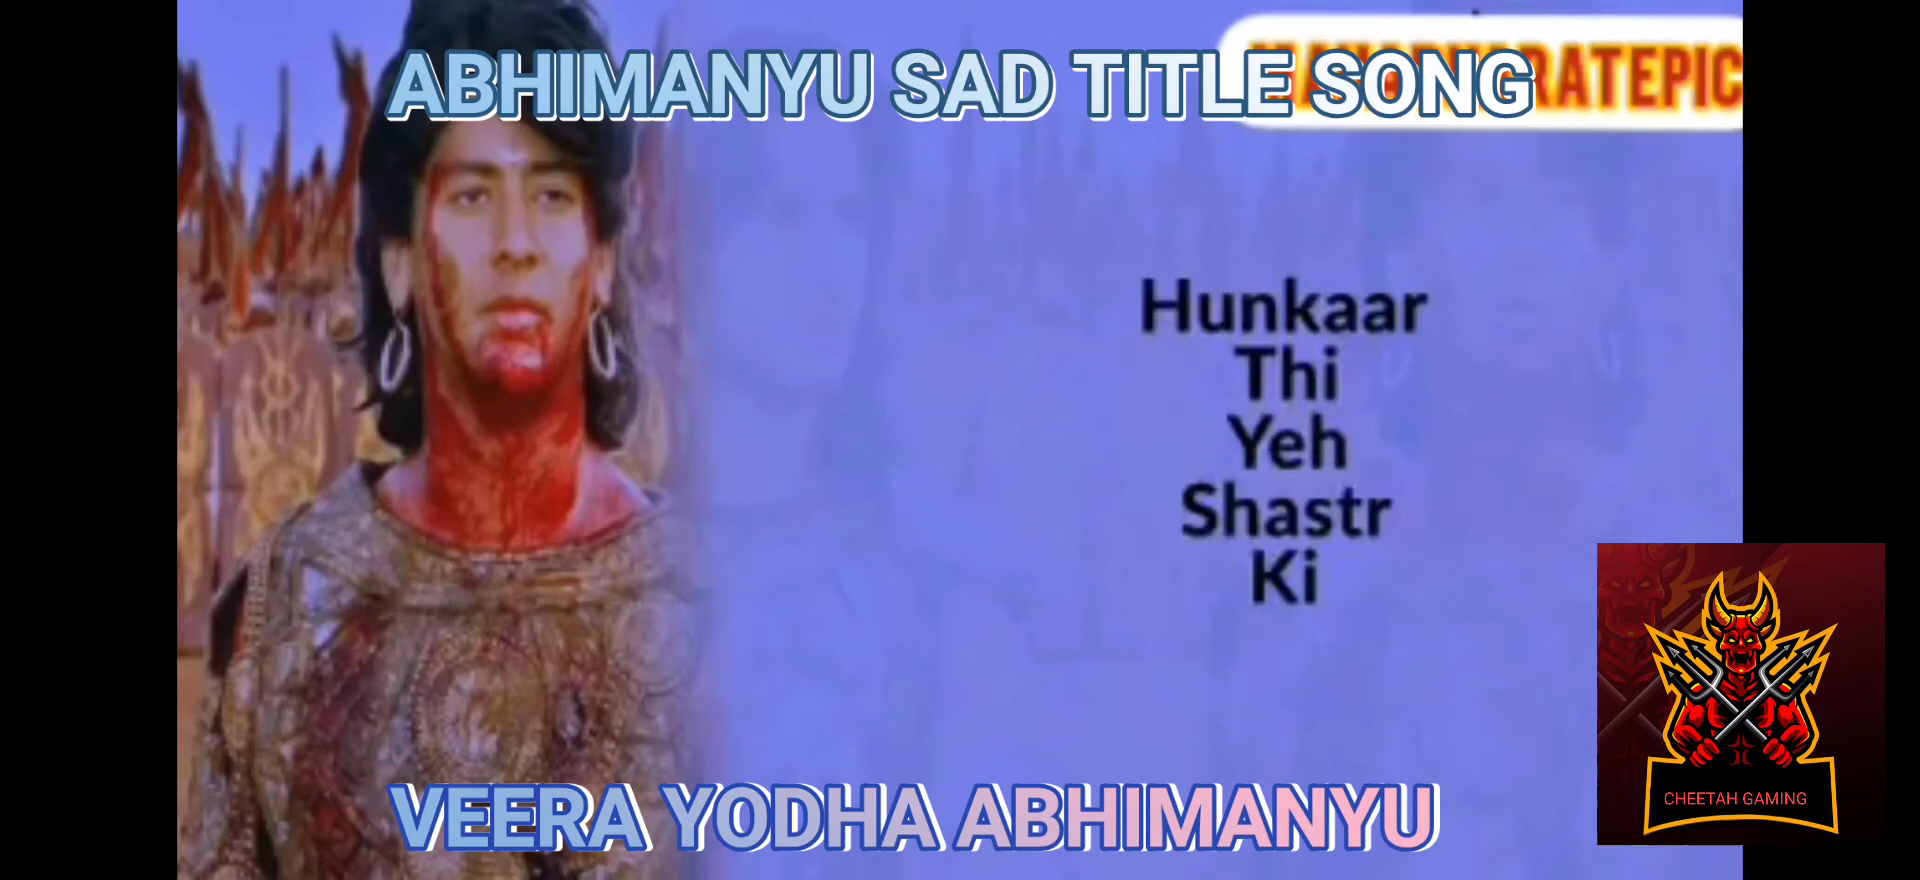 ABHIMANYU SAD TITLE SONG
Hunkaar
Thi
Yeh
Shastr
Ki
CHEETAH GAMING
VEERA YODHA ABHIMANYU